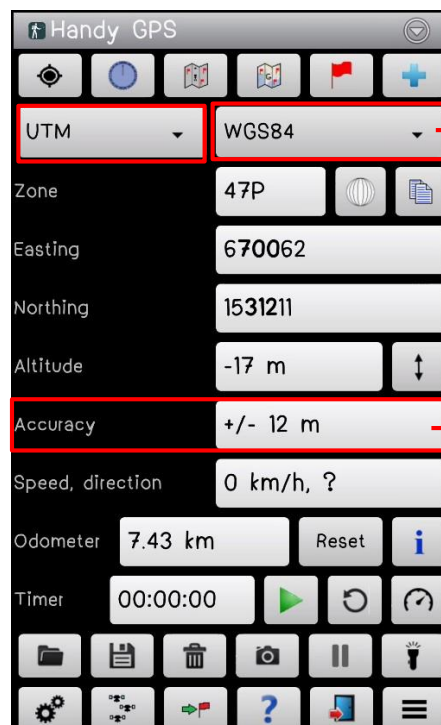 Handy GPS
UTM WGS84
Zone 47P
Easting 670062
Northing 1531211
Altitude -17 m
Accuracy +/- 12 m
Speed, direction 0 km/h, ?
Odometer 7.43 km Reset i
Timer 00:00:00
?